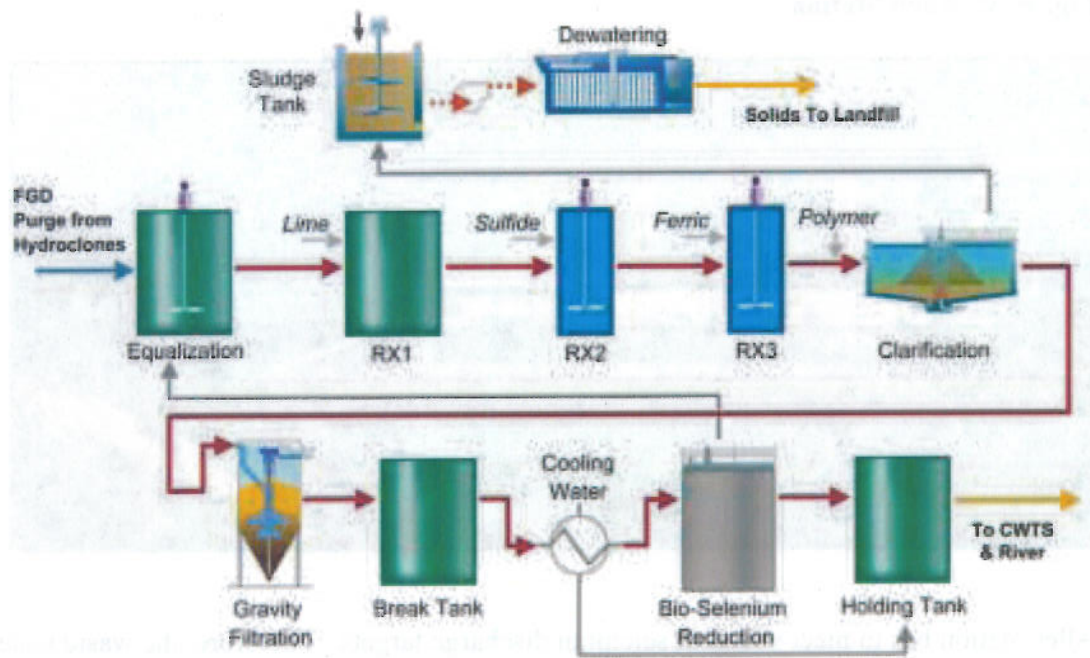 Dewatering
Sludge
Tank
Solids To Landfill
FGD
Purge from
Hydroclones
Lime
Sulfide
Ferric
Polymer
Equalization
RX1
RX2
RX3
Clarification
Cooling
Water
To CWTS
& River
Gravity
Filtration
Break Tank
Bio-Selenium
Reduction
Holding Tank